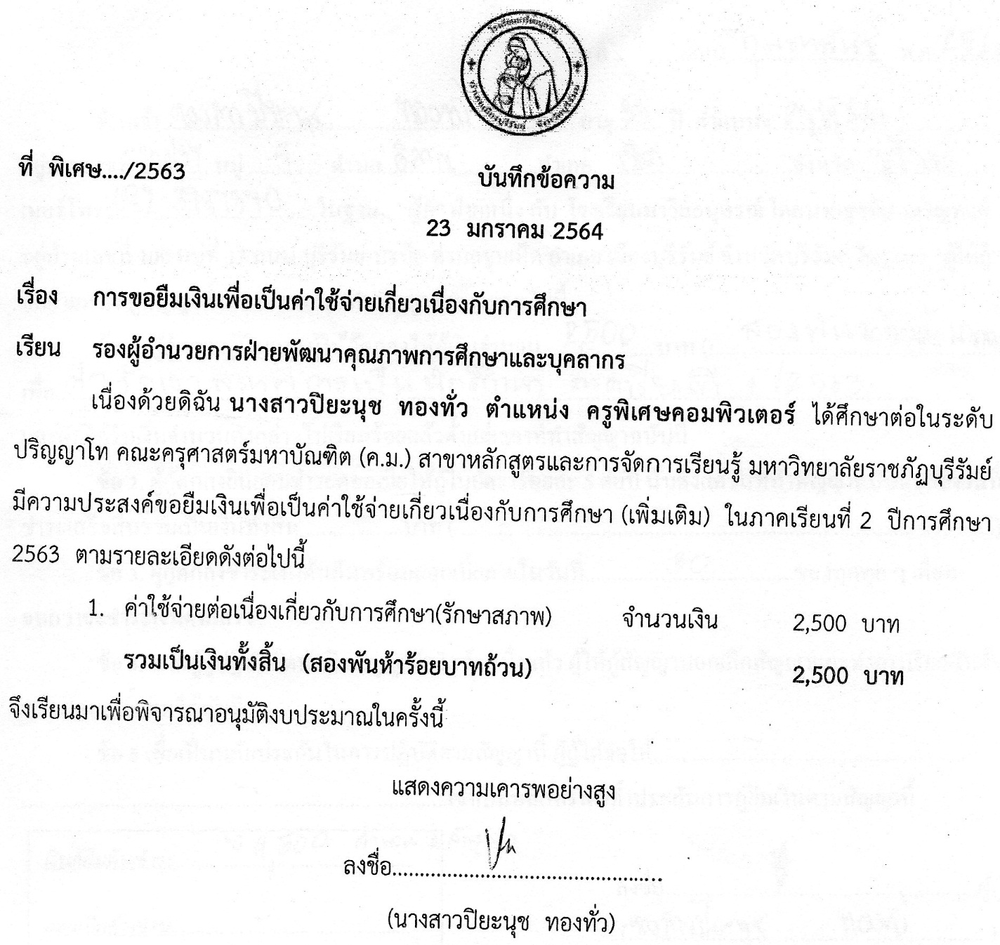 โรงเรียนมารีย์อนุสรณ์
ที่ พิเศษ..../2563
บันทึกข้อความ
23 มกราคม 2564
เรื่อง การขอยืมเงินเพื่อเป็นค่าใช้จ่ายเกี่ยวเนื่องกับการศึกษา
เรียน รองผู้อำนวยการฝ่ายพัฒนาคุณภาพการศึกษาและบุคลากร
เนื่องด้วยดิฉัน นางสาวปิยะนุช ทองทั่ว ตำแหน่ง ครูพิเศษคอมพิวเตอร์ ได้ศึกษาต่อในระดับ
ปริญญาโท คณะครุศาสตร์มหาบัณฑิต (ค.ม.) สาขาหลักสูตรและการจัดการเรียนรู้ มหาวิทยาลัยราชภัฏบุรีรัมย์
มีความประสงค์ขอยืมเงินเพื่อเป็นค่าใช้จ่ายเกี่ยวเนื่องกับการศึกษา (เพิ่มเติม) ในภาคเรียนที่ 2 ปีการศึกษา
2563 ตามรายละเอียดดังต่อไปนี้
1. ค่าใช้จ่ายต่อเนื่องเกี่ยวกับการศึกษา(รักษาสภาพ) จำนวนเงิน 2,500 บาท
รวมเป็นเงินทั้งสิ้น (สองพันห้าร้อยบาทถ้วน) 2,500 บาท
จึงเรียนมาเพื่อพิจารณาอนุมัติงบประมาณในครั้งนี้
แสดงความเคารพอย่างสูง
ลงชื่อ................................................
(นางสาวปิยะนุช ทองทั่ว)